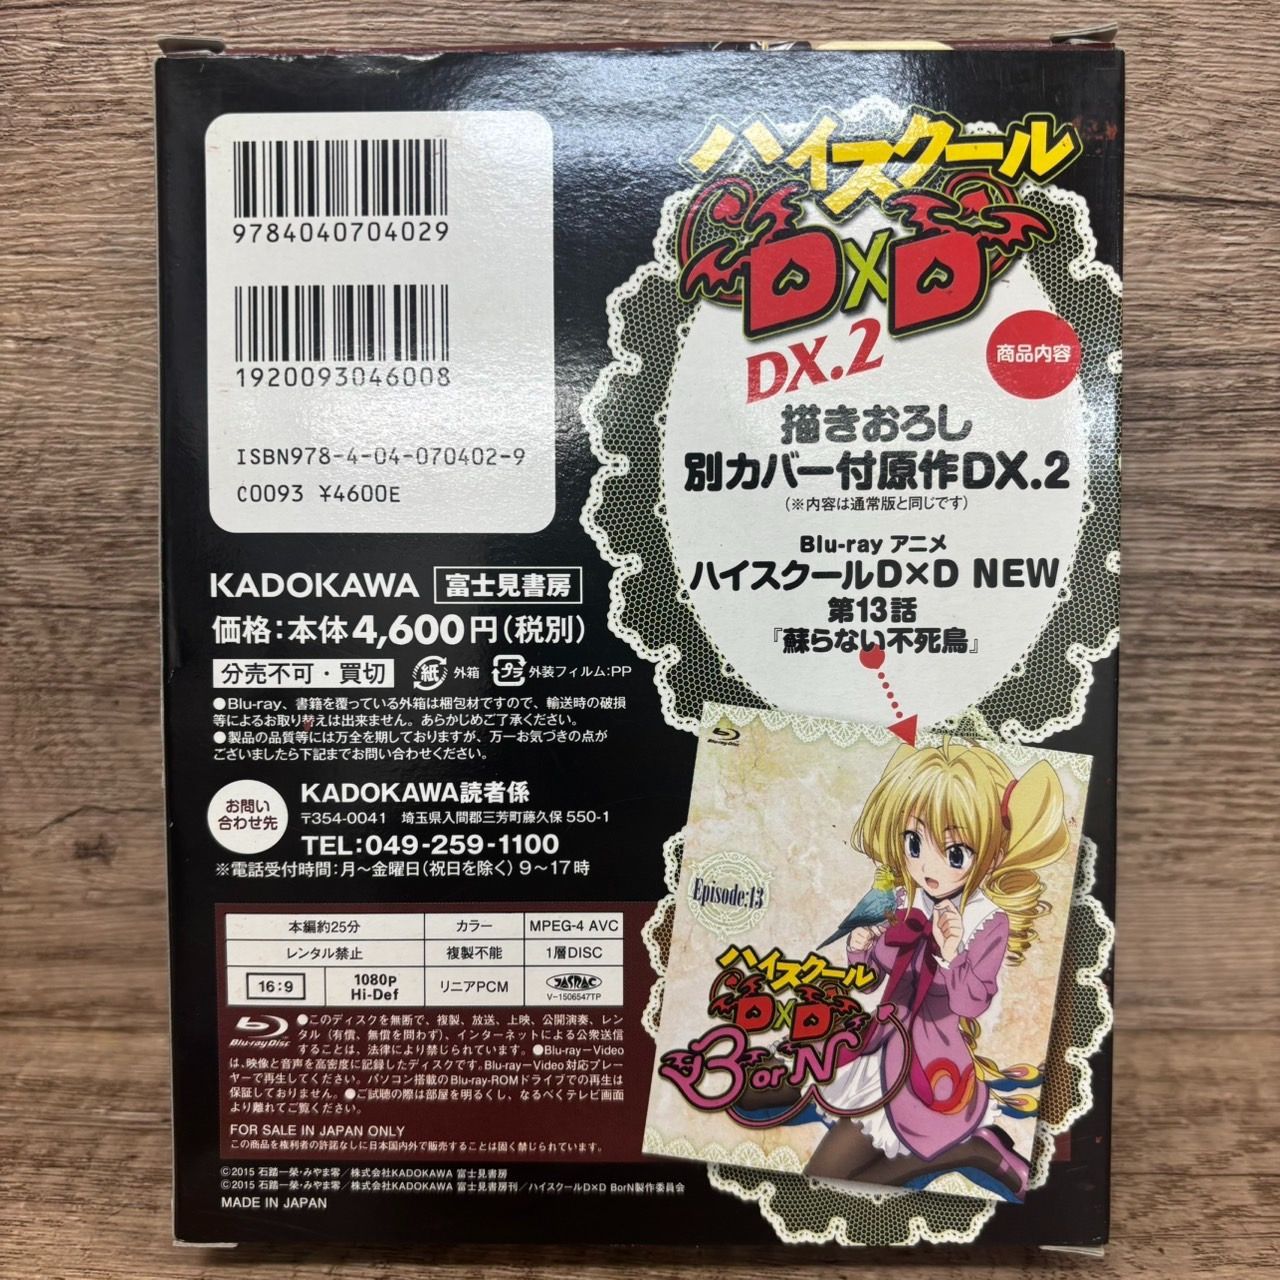 9784040704029
1920093046008
ISBN978-4-04-070402-9
C0093 ¥4600E
KADOKAWA 富士見書房
価格:本体4,600円(税別)
分売不可・買切 紙 外箱 プラ 外装フィルム:PP
●Blu-ray、書籍を覆っている外箱は梱包材ですので、輸送時の破損
等によるお取り替えは出来ません。あらかじめご了承ください。
●製品の品質等には万全を期しておりますが、万一お気づきの点が
ございましたら下記までお問い合わせください。
お問い
合わせ先
KADOKAWA読者係
〒354-0041 埼玉県入間郡三芳町藤久保 550-1
TEL:049-259-1100
※電話受付時間:月〜金曜日(祝日を除く) 9〜17時
本編約25分 カラー MPEG-4 AVC
レンタル禁止 複製不能 1層DISC
16:9 1080p Hi-Def リニアPCM JASRAC V-1506547TP
Blu-ray Disc
●このディスクを無断で、複製、放送、上映、公開演奏、レン
タル(有償、無償を問わず)、インターネットによる公衆送信
することは、法律により禁じられています。●Blu-ray-Video
は、映像と音声を高密度に記録したディスクです。Blu-ray-Video対応プレー
ヤーで再生してください。パソコン搭載のBlu-ray-ROMドライブでの再生は
保証しておりません。●ご試聴の際は部屋を明るくし、なるべくテレビ画面
より離れてご覧ください。
FOR SALE IN JAPAN ONLY
この商品を権利者の許諾なしに日本国内外で販売することは固く禁じられています。
©2015 石踏一榮・みやま零/株式会社KADOKAWA 富士見書房
©2015 石踏一榮・みやま零/株式会社KADOKAWA 富士見書房刊/ハイスクールD×D BorN製作委員会
MADE IN JAPAN
ハイスクール
D×D
DX.2
商品内容
描きおろし
別カバー付原作DX.2
(※内容は通常版と同じです)
Blu-ray アニメ
ハイスクールD×D NEW
第13話
『蘇らない不死鳥』
Blu-ray Disc
Episode:13
ハイスクール
D×D
B or N